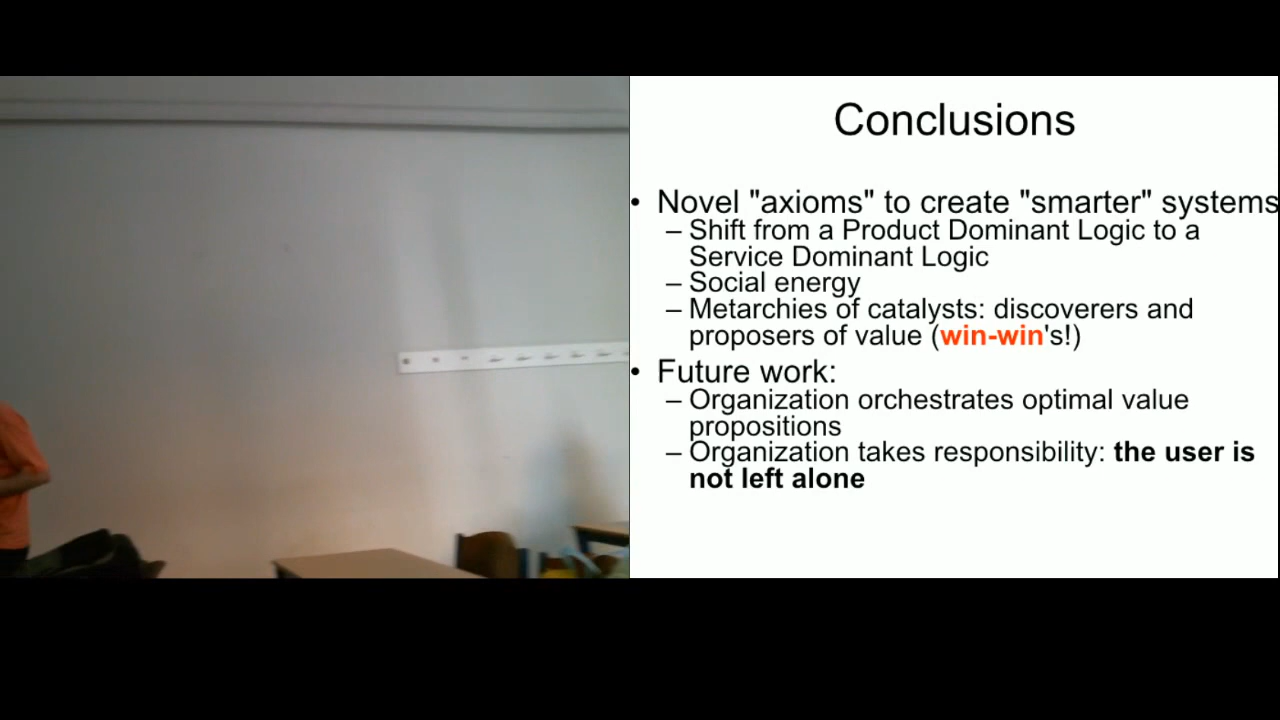 Conclusions
• Novel "axioms" to create "smarter" systems
– Shift from a Product Dominant Logic to a
Service Dominant Logic
– Social energy
– Metarchies of catalysts: discoverers and
proposers of value (win-win's!)
• Future work:
– Organization orchestrates optimal value
propositions
– Organization takes responsibility: the user is
not left alone